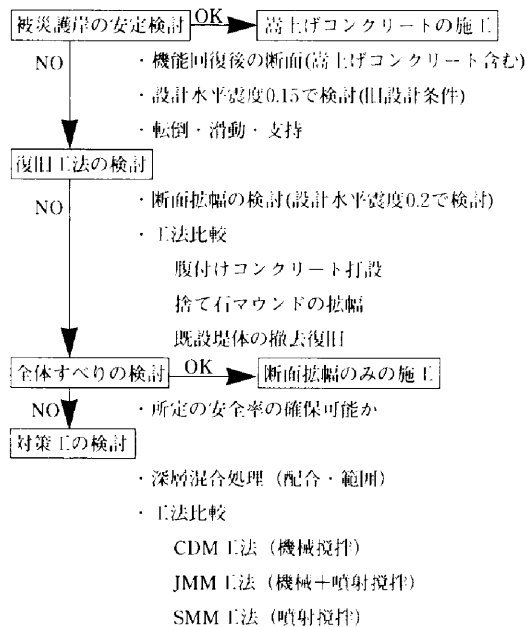 被災護岸の安定検討 OK 嵩上げコンクリートの施工
NO ・機能回復後の断面(嵩上げコンクリート含む)
・設計水平震度0.15で検討(旧設計条件)
・転倒・滑動・支持
復旧工法の検討
NO ・断面拡幅の検討(設計水平震度0.2で検討)
・工法比較
腹付けコンクリート打設
捨て石マウンドの拡幅
既設堤体の撤去復旧
全体すべりの検討 OK 断面拡幅のみの施工
NO ・所定の安全率の確保可能か
対策工の検討
・深層混合処理（配合・範囲）
・工法比較
CDM工法（機械撹拌）
JMM工法（機械＋噴射撹拌）
SMM工法（噴射撹拌）